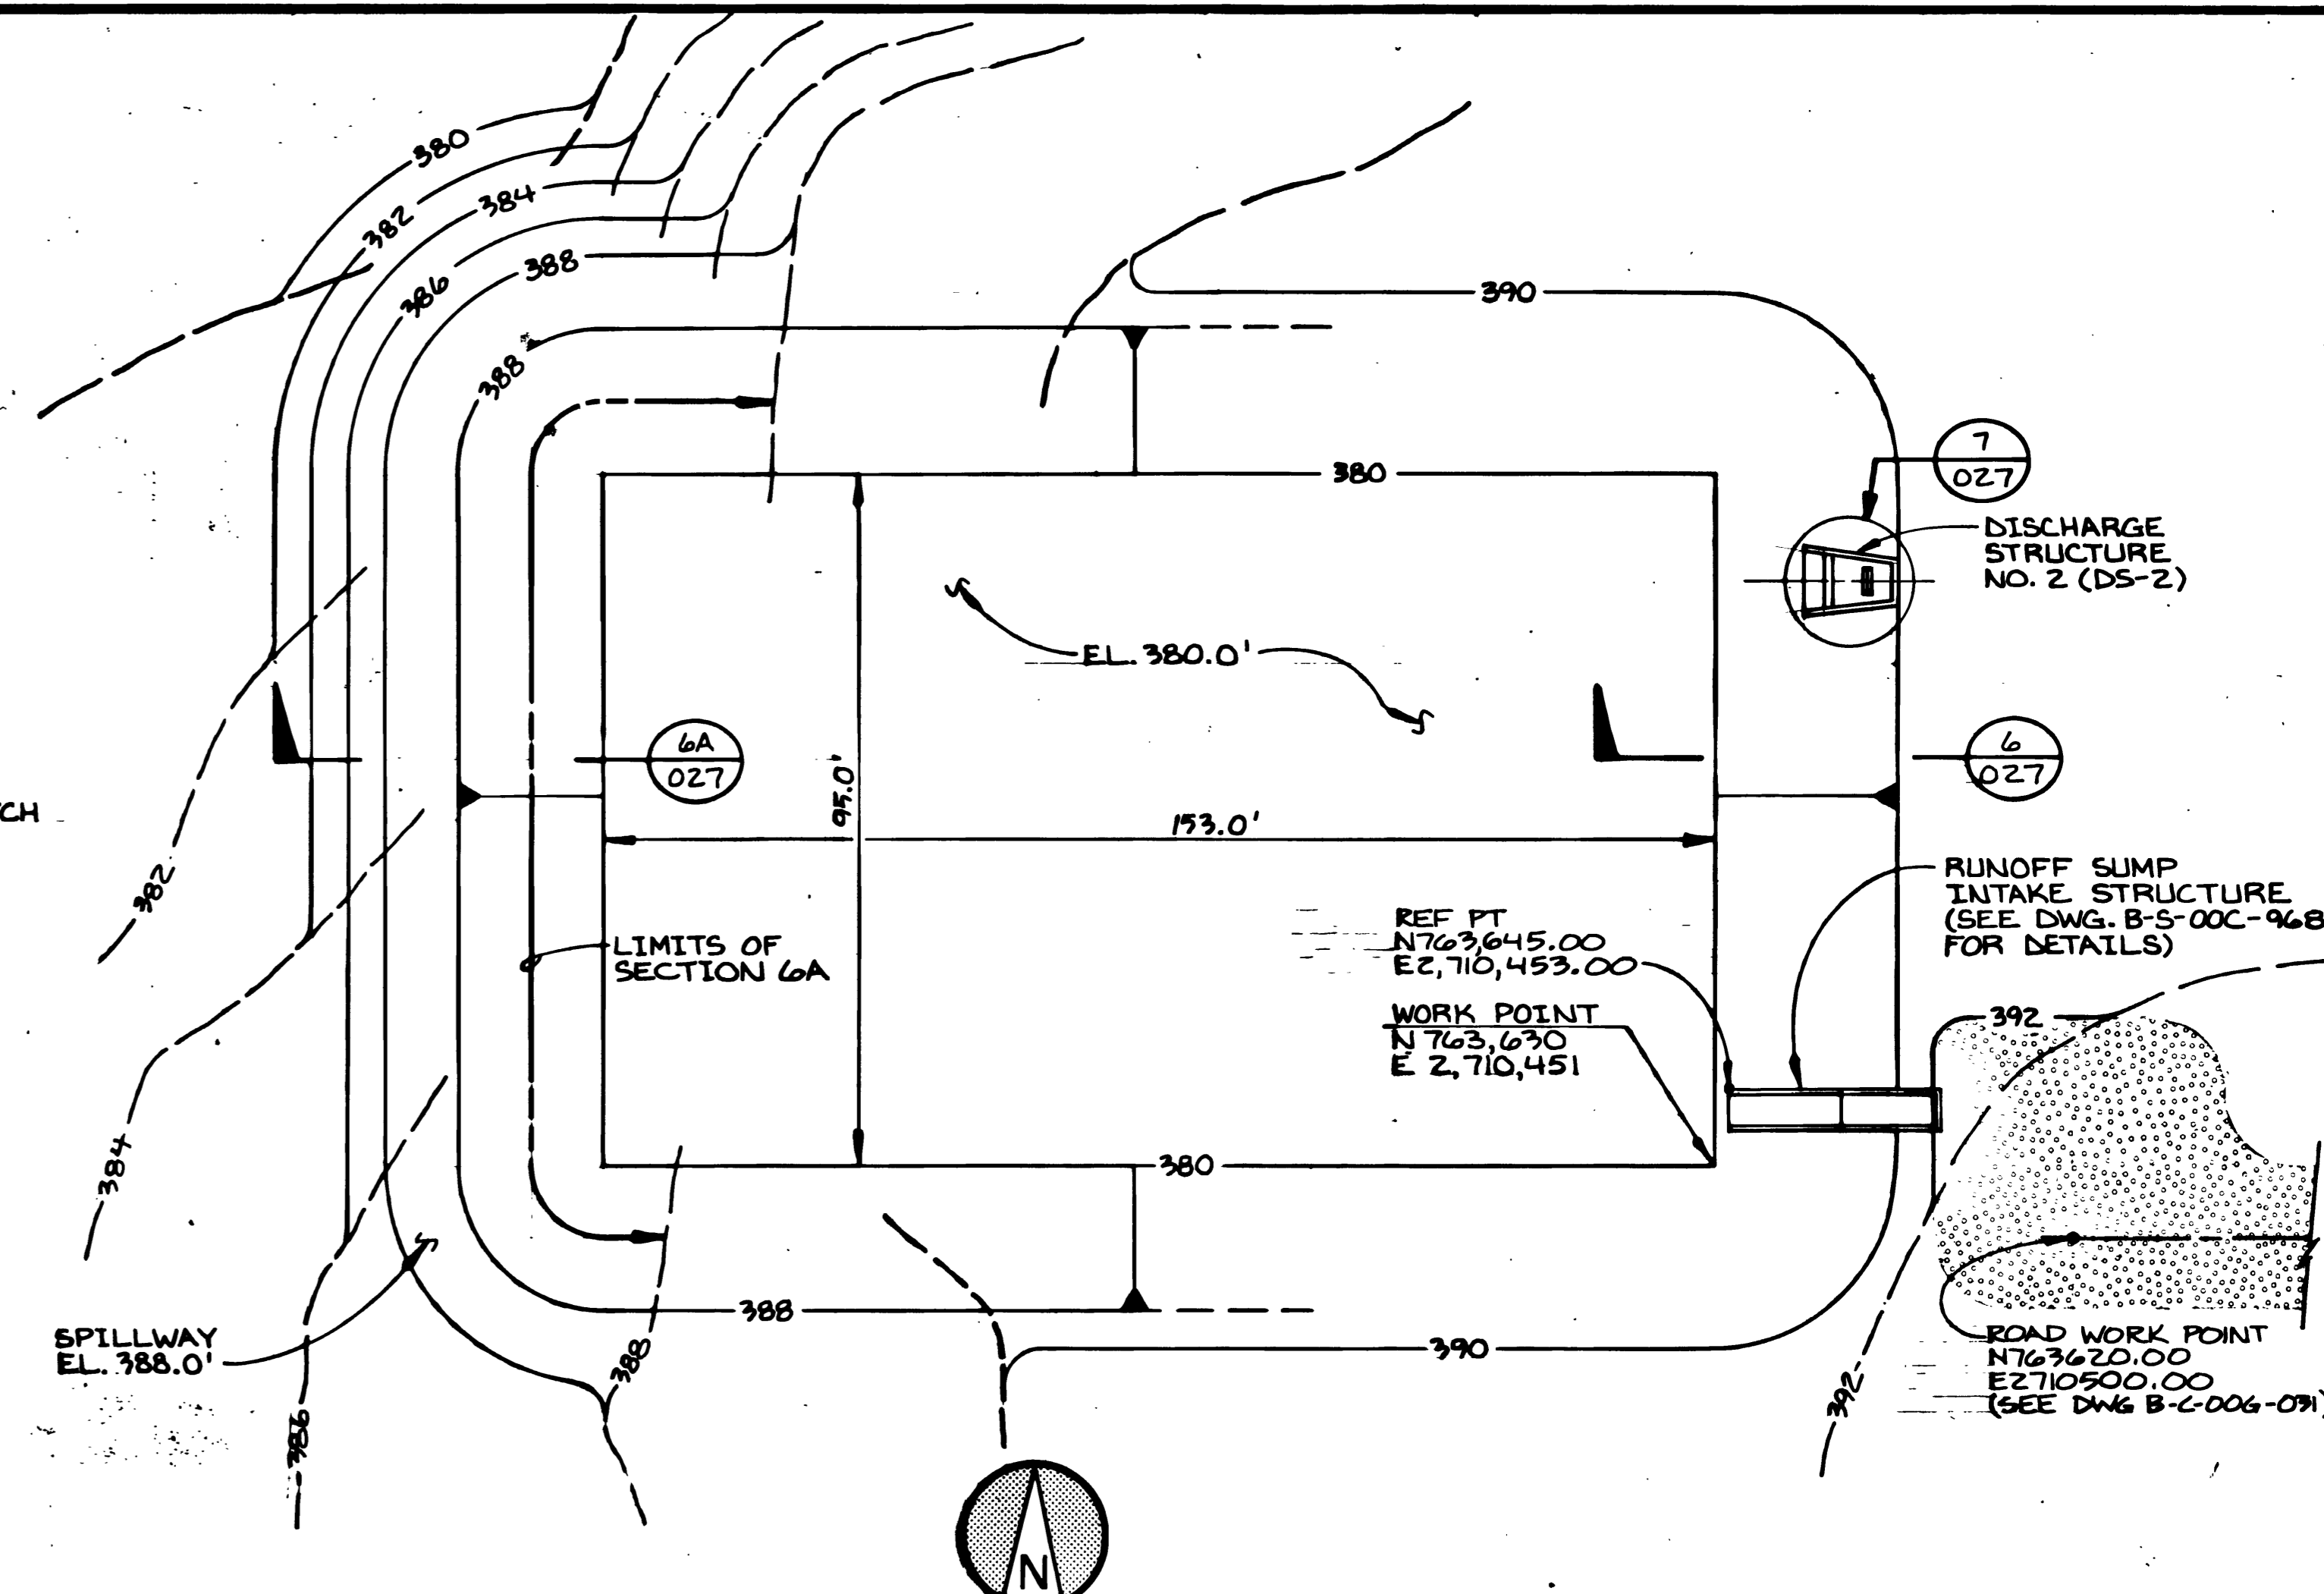 380
382
384
386
388
388
390
380
7
027
DISCHARGE
STRUCTURE
NO. 2 (DS-2)
EL. 380.0'
6A
027
6
027
95.0'
153.0'
CH
382
RUNOFF SUMP
INTAKE STRUCTURE
(SEE DWG. B-S-00C-968
FOR DETAILS)
REF PT
N763,645.00
E2,710,453.00
LIMITS OF
SECTION 6A
WORK POINT
N 763,630
E 2,710,451
392
384
380
388
388
390
SPILLWAY
EL. 388.0'
386
392
ROAD WORK POINT
N763620.00
E2710500.00
(SEE DWG B-C-00G-031)
N